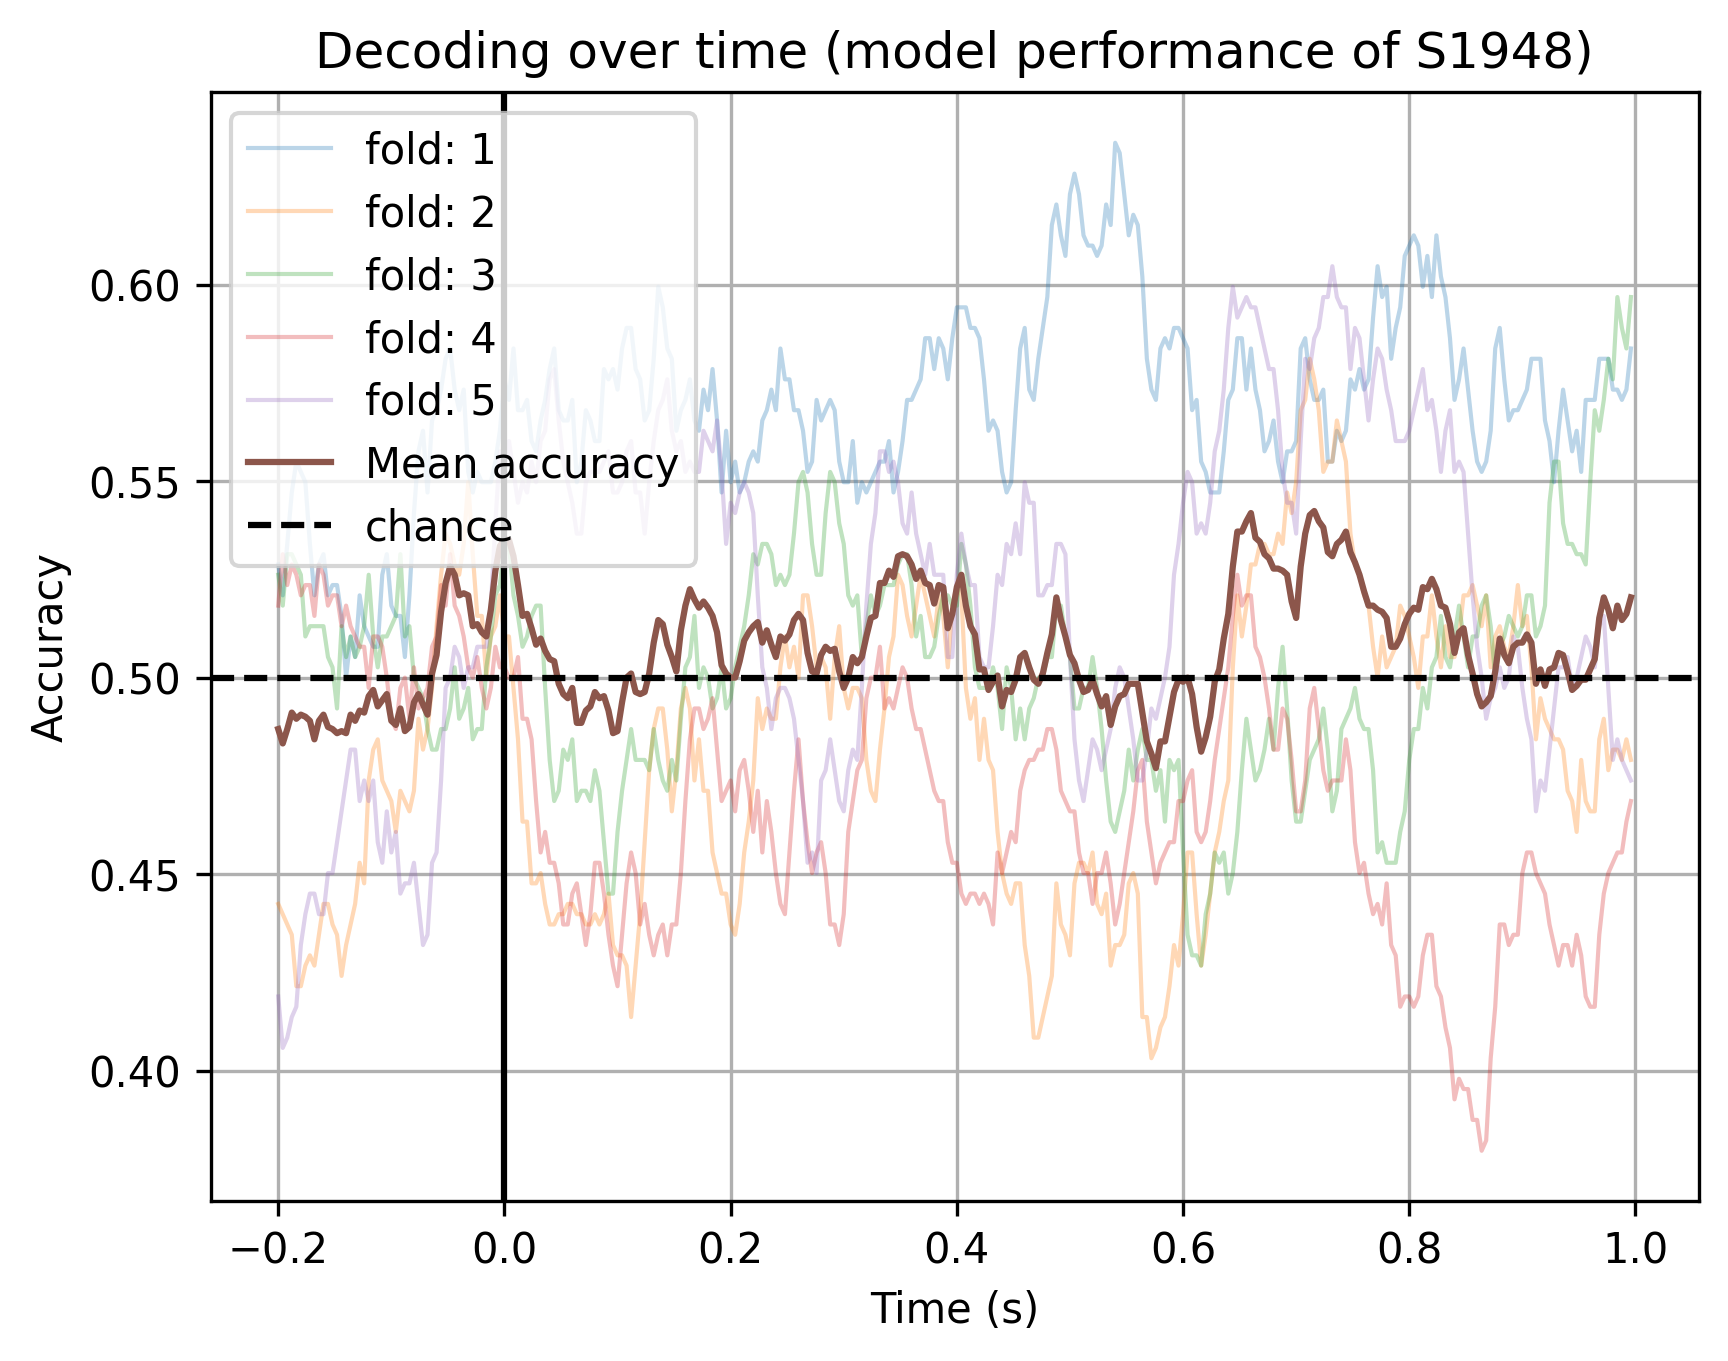 Decoding over time (model performance of S1948)
fold: 1
fold: 2
fold: 3
fold: 4
fold: 5
Mean accuracy
chance
Accuracy
0.60
0.55
0.50
0.45
0.40
−0.2
0.0
0.2
0.4
0.6
0.8
1.0
Time (s)